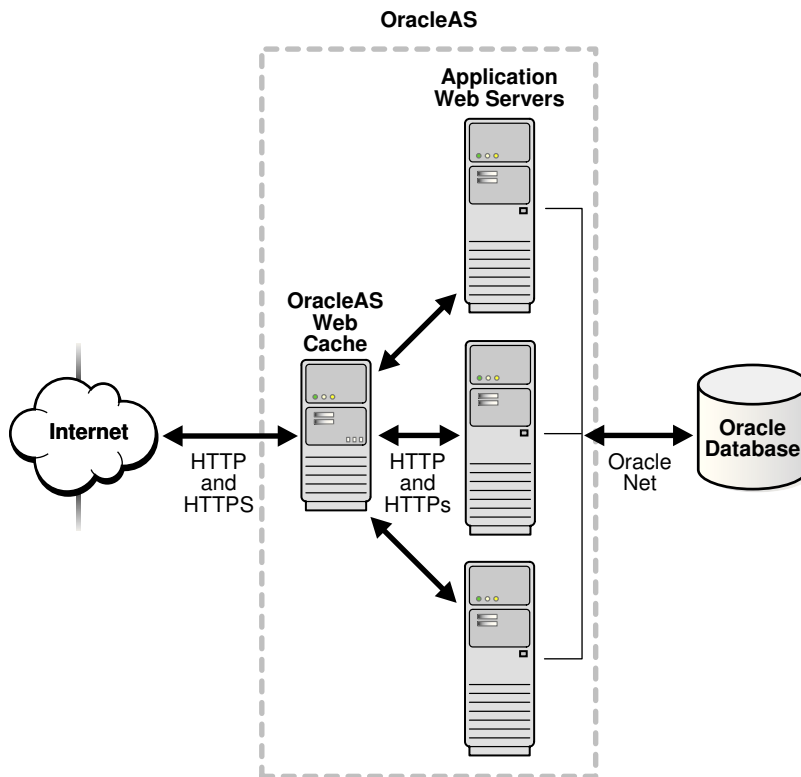 OracleAS
Application
Web Servers
OracleAS
Web
Cache
Internet
HTTP
and
HTTPS
HTTP
and
HTTPs
Oracle
Net
Oracle
Database